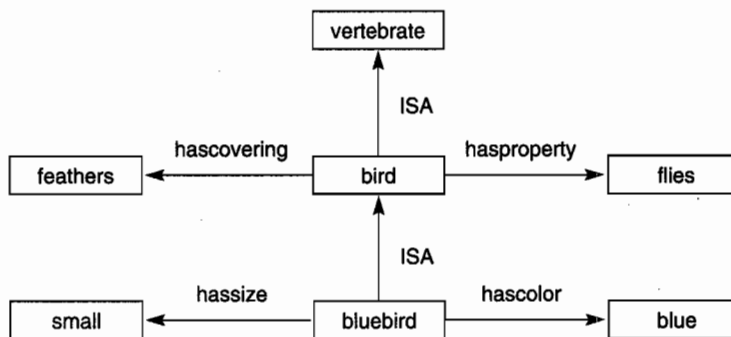 vertebrate
ISA
hascovering
hasproperty
feathers
bird
flies
ISA
hassize
hascolor
small
bluebird
blue